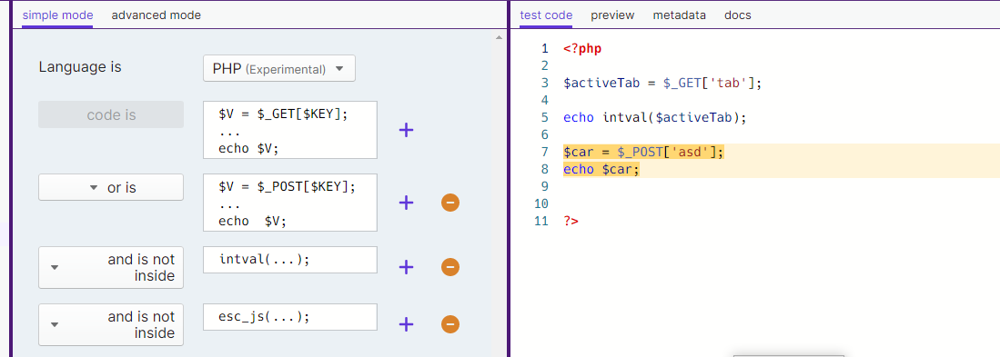 simple mode advanced mode
Language is PHP (Experimental)
code is
$V = $_GET[$KEY];
...
echo $V;
or is
$V = $_POST[$KEY];
...
echo  $V;
and is not
inside
intval(...);
and is not
inside
esc_js(...);
test code preview metadata docs
1 <?php
2
3 $activeTab = $_GET['tab'];
4
5 echo intval($activeTab);
6
7 $car = $_POST['asd'];
8 echo $car;
9
10
11 ?>